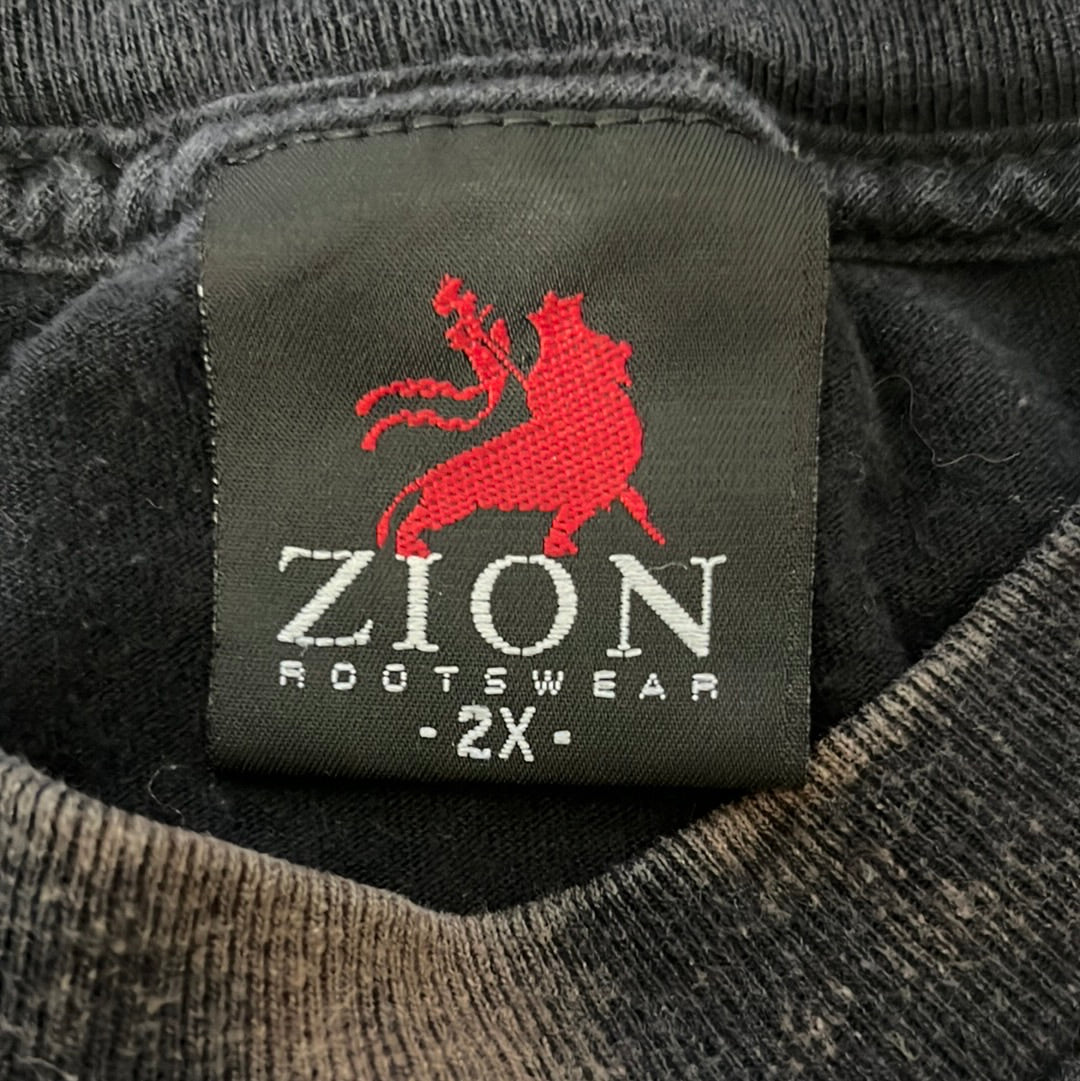 ZION
ROOTSWEAR
- 2X -